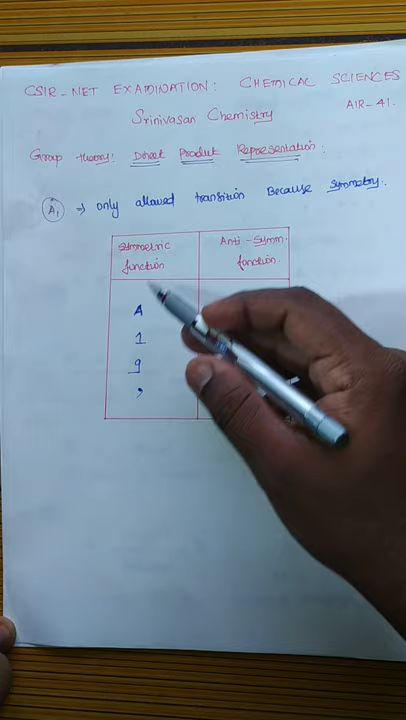 CSIR-NET EXAMINATION: CHEMICAL SCIENCES
Srinivasan Chemistry AIR-41.
Group theory: Direct Product Representation:
A1 → only allowed transition Because symmetry.
Symmetric function
Anti-Symm. function.
A
1
g
'